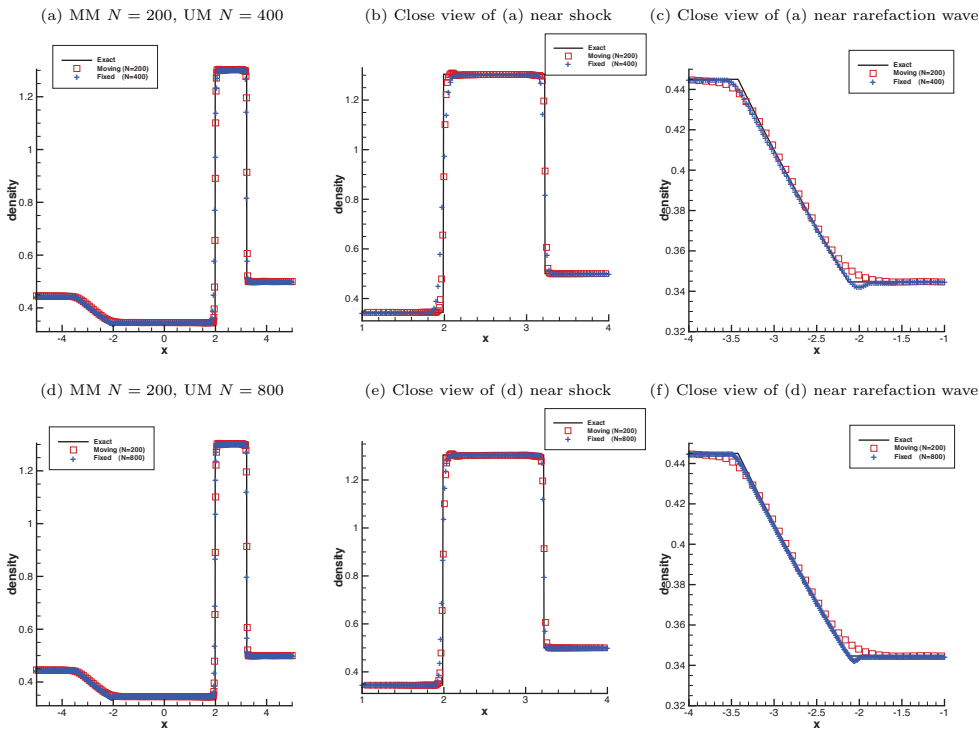 (a) MM N = 200, UM N = 400
Exact
Moving (N=200)
Fixed (N=400)
density
1.2
1
0.8
0.6
0.4
-4
-2
0
2
4
x
(b) Close view of (a) near shock
Exact
Moving (N=200)
Fixed (N=400)
density
1.2
1
0.8
0.6
0.4
1
2
3
4
x
(c) Close view of (a) near rarefaction wave
Exact
Moving (N=200)
Fixed (N=400)
density
0.44
0.42
0.4
0.38
0.36
0.34
0.32
-4
-3.5
-3
-2.5
-2
-1.5
-1
x
(d) MM N = 200, UM N = 800
Exact
Moving (N=200)
Fixed (N=800)
density
1.2
1
0.8
0.6
0.4
-4
-2
0
2
4
x
(e) Close view of (d) near shock
Exact
Moving (N=200)
Fixed (N=800)
density
1.2
1
0.8
0.6
0.4
1
2
3
4
x
(f) Close view of (d) near rarefaction wave
Exact
Moving (N=200)
Fixed (N=800)
density
0.44
0.42
0.4
0.38
0.36
0.34
0.32
-4
-3.5
-3
-2.5
-2
-1.5
-1
x